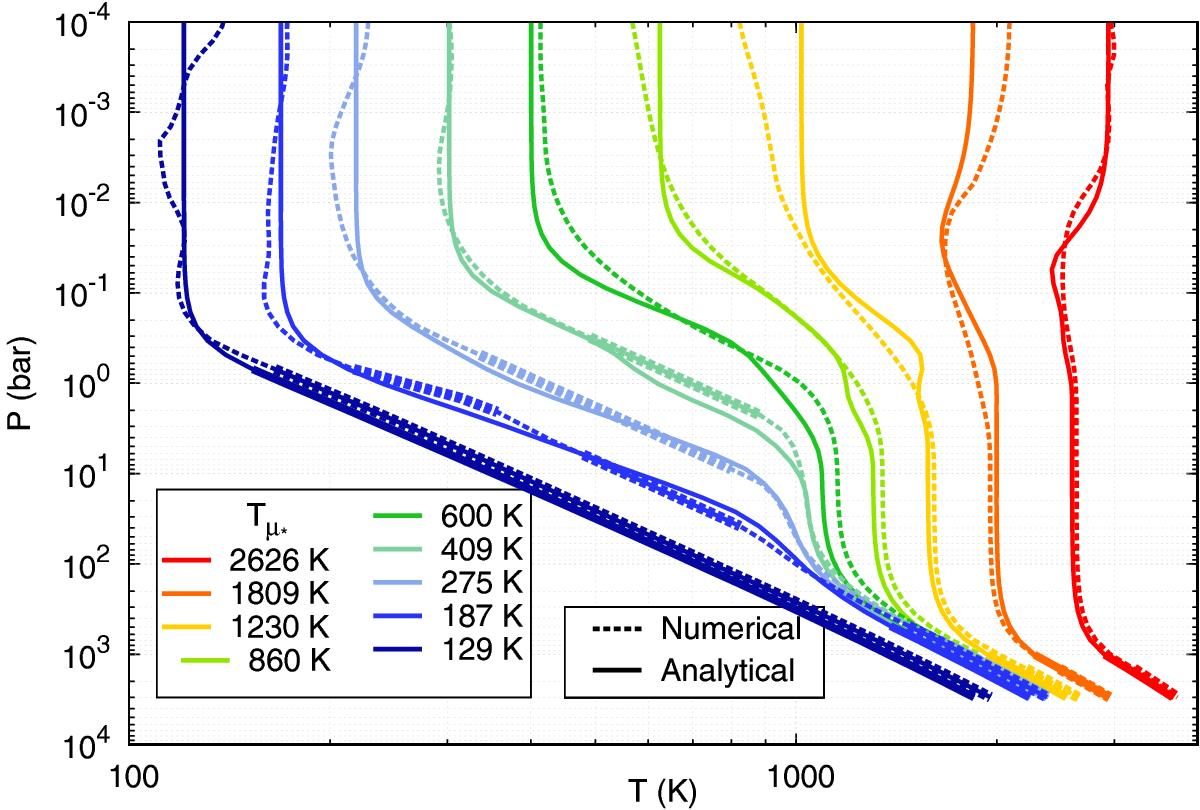 10-4
10-3
10-2
10-1
100
101
102
103
104
P (bar)
100
1000
T (K)
Tμ*
2626 K
1809 K
1230 K
860 K
600 K
409 K
275 K
187 K
129 K
Numerical
Analytical